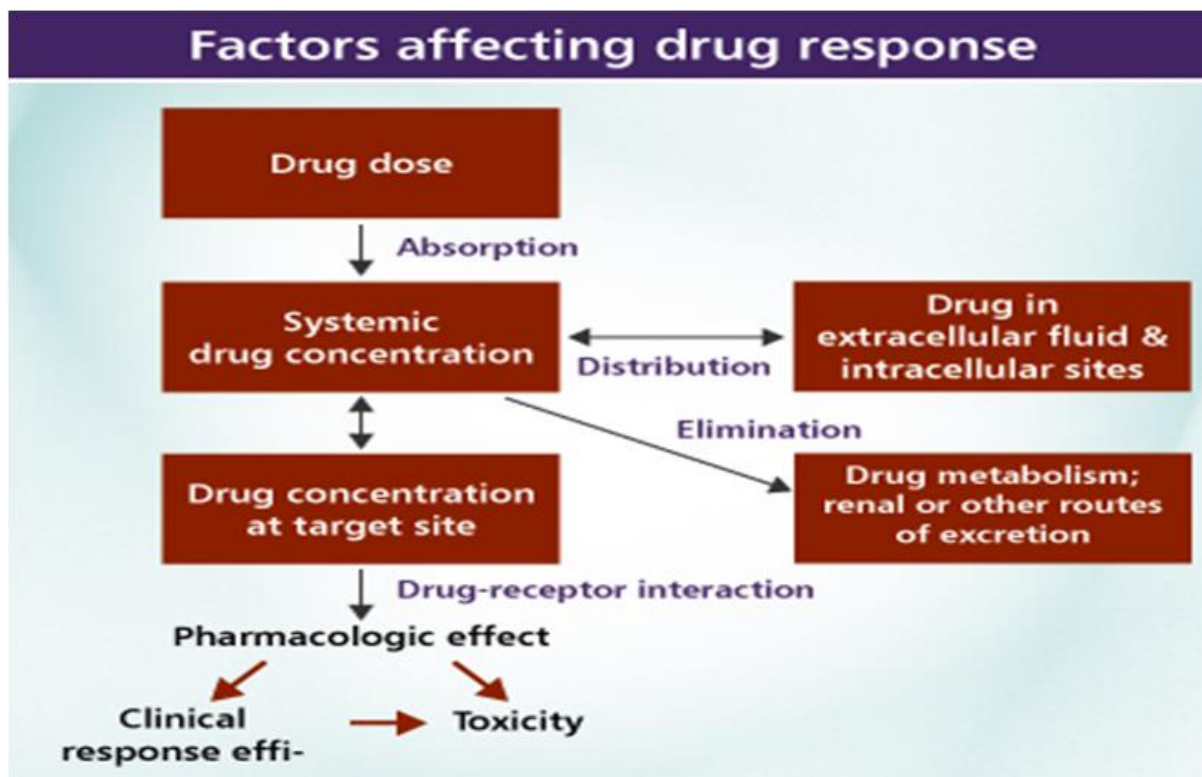 Factors affecting drug response
Drug dose
Absorption
Systemic
drug concentration
Distribution
Drug in
extracellular fluid &
intracellular sites
Elimination
Drug concentration
at target site
Drug metabolism;
renal or other routes
of excretion
Drug-receptor interaction
Pharmacologic effect
Clinical
response effi-
Toxicity